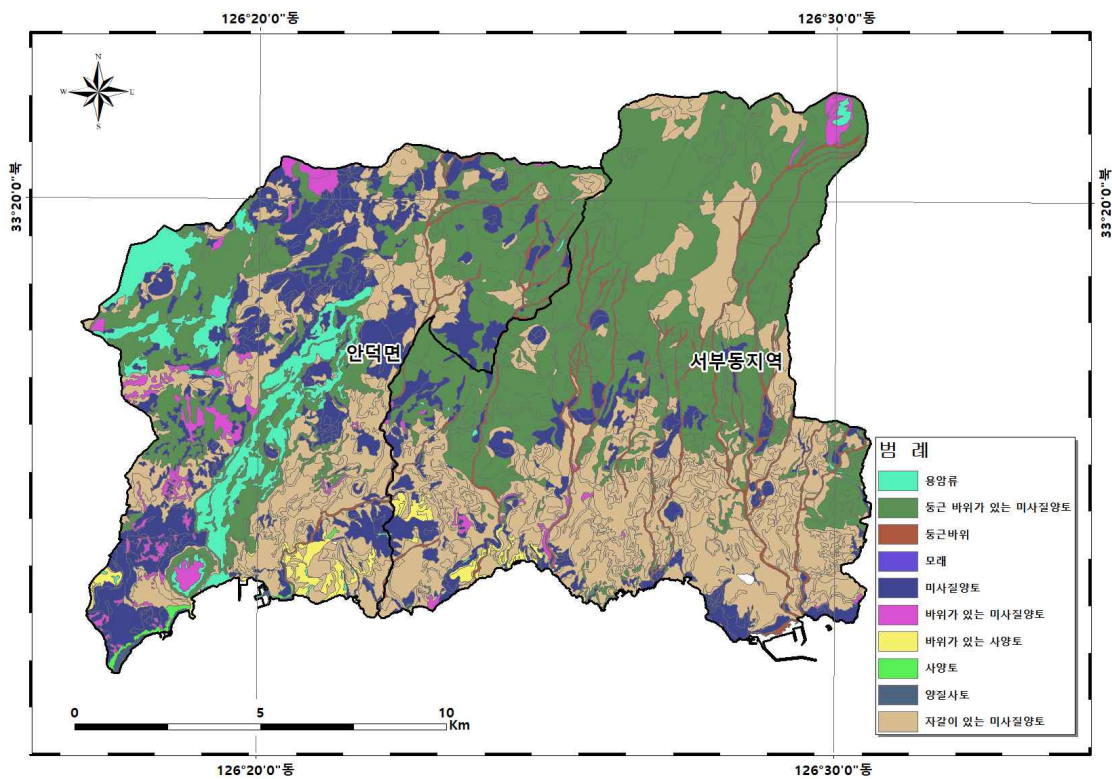 126°20'0"동
126°30'0"동
N
W
E
S
33°20'0"북
33°20'0"북
안덕면
서부동지역
범 례
용암류
둥근 바위가 있는 미사질양토
둥근바위
모래
미사질양토
바위가 있는 미사질양토
바위가 있는 사양토
사양토
양질사토
자갈이 있는 미사질양토
0
5
10
Km
126°20'0"동
126°30'0"동